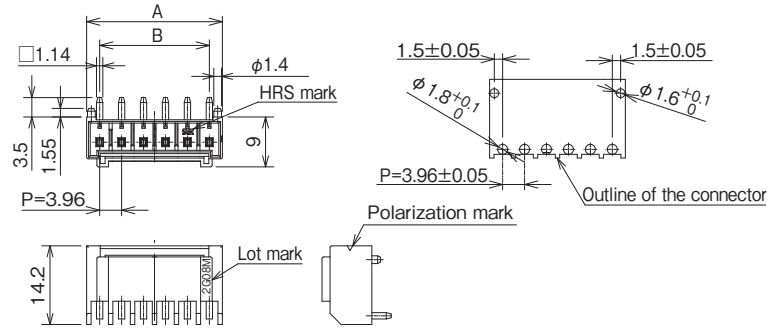 A
B
□1.14
φ1.4
HRS mark
3.5
1.55
9
P=3.96
1.5±0.05
1.5±0.05
φ1.8+0.1 0
φ1.6+0.1 0
P=3.96±0.05
Outline of the connector
Polarization mark
Lot mark
2G08M
14.2